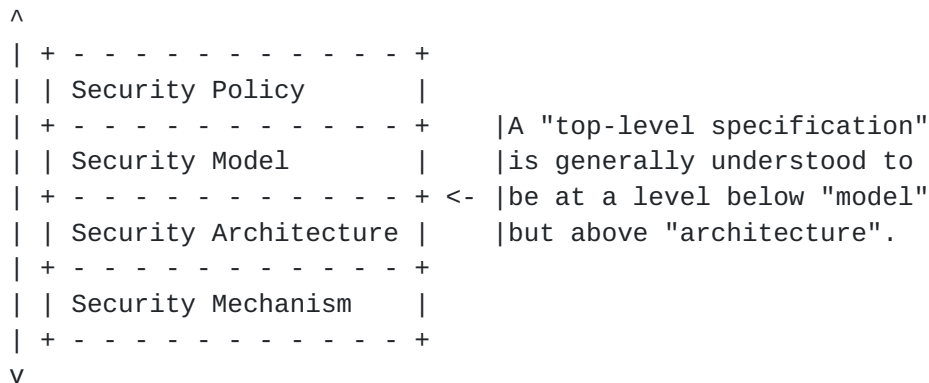 ^
| + - - - - - - - - - - - +
| | Security Policy       |
| + - - - - - - - - - - - +    |A "top-level specification"
| | Security Model        |    |is generally understood to
| + - - - - - - - - - - - + <- |be at a level below "model"
| | Security Architecture |    |but above "architecture".
| + - - - - - - - - - - - +
| | Security Mechanism    |
| + - - - - - - - - - - - +
v